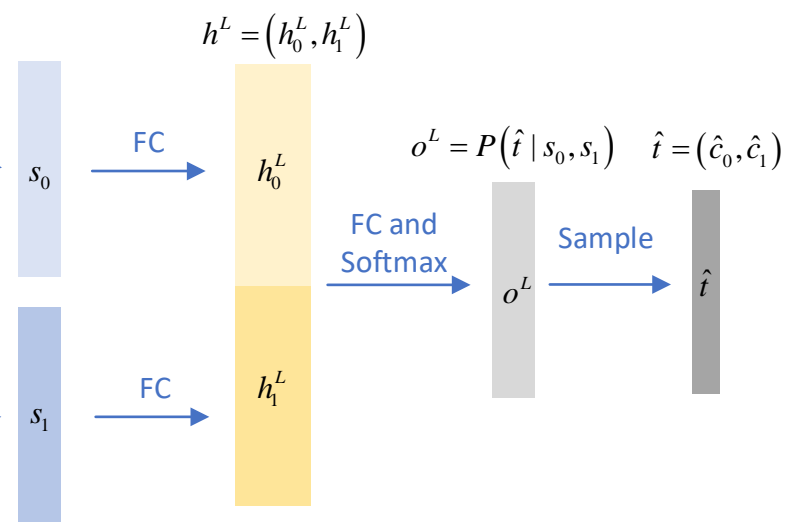 h^L = (h_0^L, h_1^L)
o^L = P(t̂ | s_0, s_1)
t̂ = (ĉ_0, ĉ_1)
s_0
FC
h_0^L
FC and
Softmax
o^L
Sample
t̂
s_1
FC
h_1^L